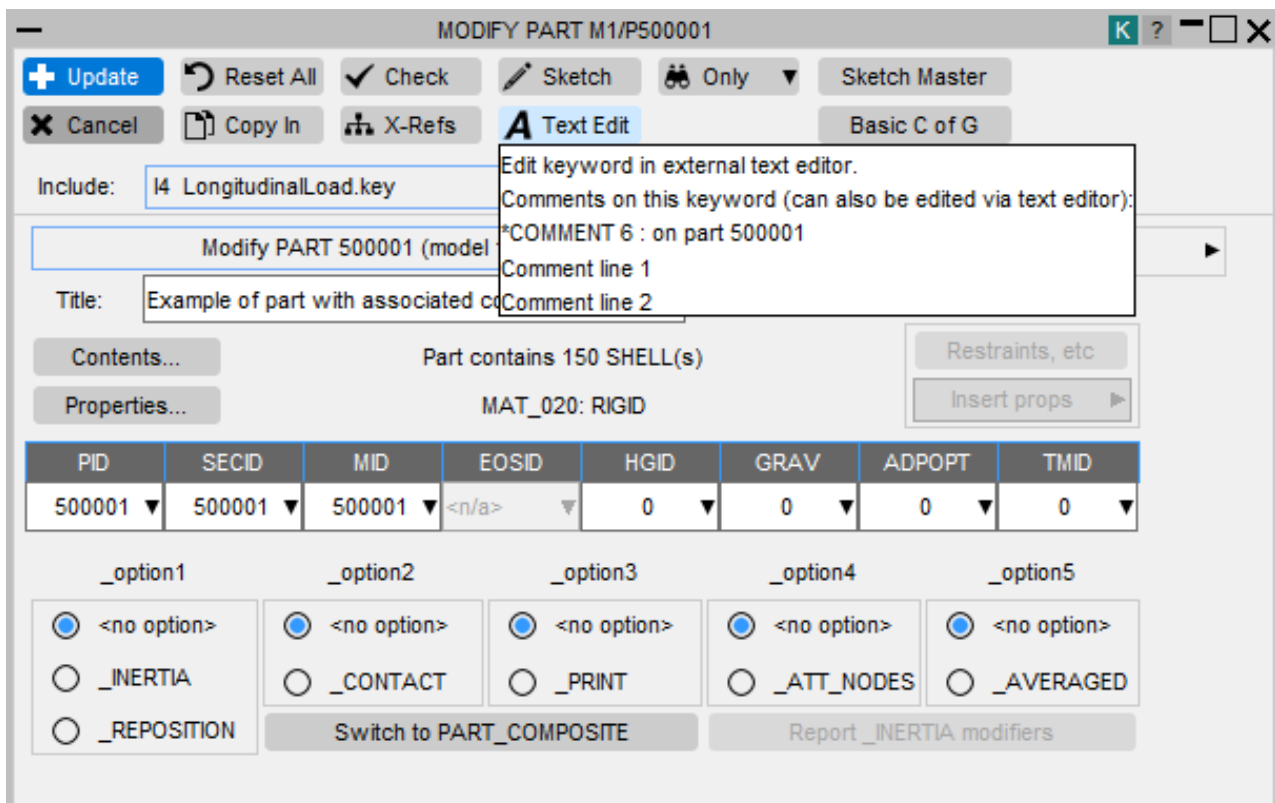 MODIFY PART M1/P500001 K ?
Update Reset All Check Sketch Only Sketch Master
Cancel Copy In X-Refs A Text Edit Basic C of G
Edit keyword in external text editor.
Comments on this keyword (can also be edited via text editor):
*COMMENT 6 : on part 500001
Comment line 1
Comment line 2
Include: I4 LongitudinalLoad.key
Modify PART 500001 (model
Title: Example of part with associated
Contents... Part contains 150 SHELL(s) Restraints, etc
Properties... MAT_020: RIGID Insert props
PID SECID MID EOSID HGID GRAV ADPOPT TMID
500001 500001 500001 <n/a> 0 0 0 0
_option1 _option2 _option3 _option4 _option5
<no option> <no option> <no option> <no option> <no option>
_INERTIA _CONTACT _PRINT _ATT_NODES _AVERAGED
_REPOSITION Switch to PART_COMPOSITE Report _INERTIA modifiers